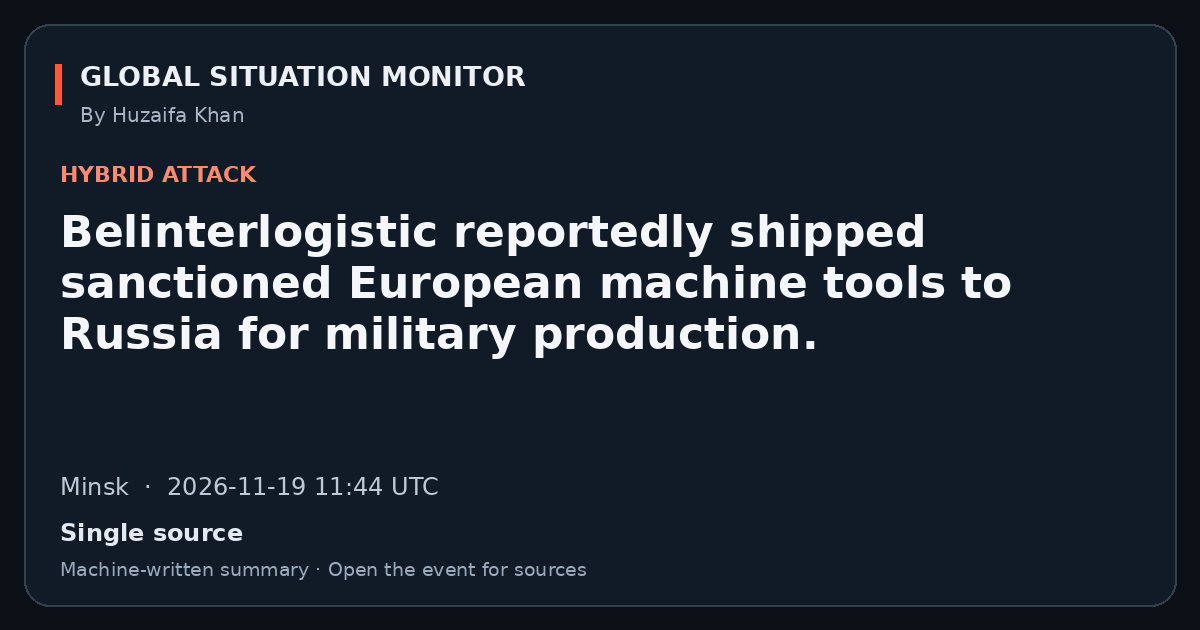 GLOBAL SITUATION MONITOR
By Huzaifa Khan
HYBRID ATTACK
Belinterlogistic reportedly shipped
sanctioned European machine tools to
Russia for military production.
Minsk · 2026-11-19 11:44 UTC
Single source
Machine-written summary · Open the event for sources